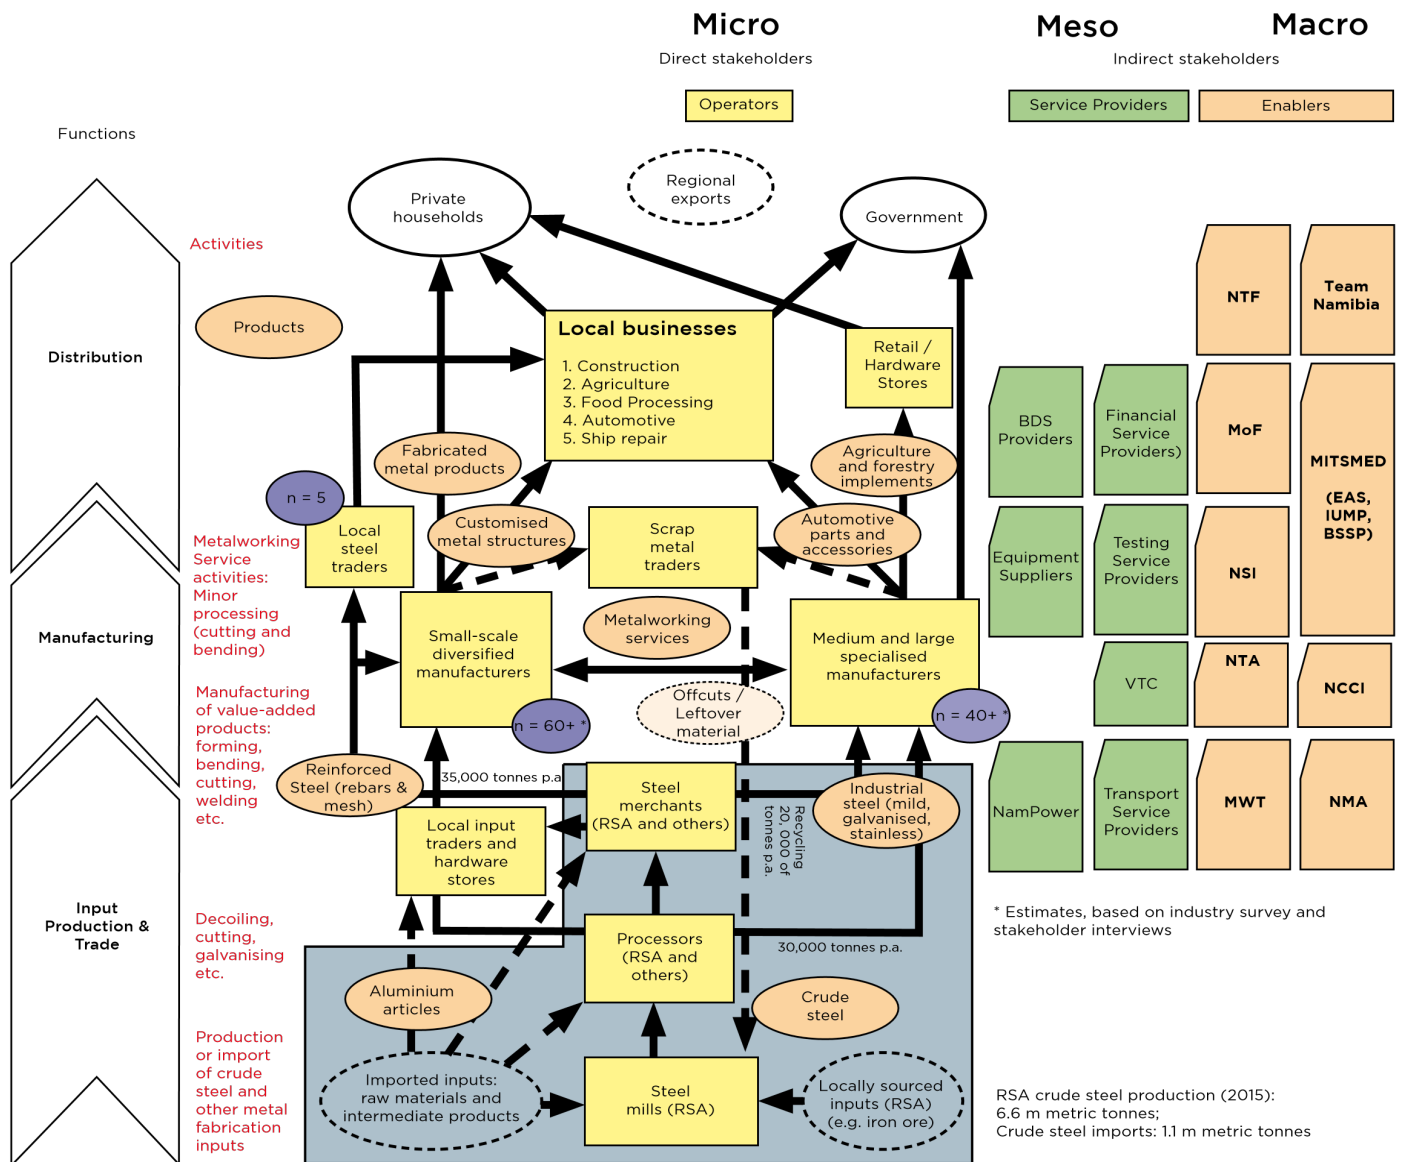 Micro
Meso
Macro
Direct stakeholders
Indirect stakeholders
Operators
Service Providers
Enablers
Functions
Regional
exports
Private
households
Government
Activities
Products
Distribution
Local businesses
1. Construction
2. Agriculture
3. Food Processing
4. Automotive
5. Ship repair
Retail /
Hardware
Stores
NTF
Team
Namibia
BDS
Providers
Financial
Service
Providers)
MoF
MITSMED
(EAS,
IUMP,
BSSP)
Fabricated
metal products
Agriculture
and forestry
implements
n = 5
Local
steel
traders
Customised
metal structures
Scrap
metal
traders
Automotive
parts and
accessories
Equipment
Suppliers
Testing
Service
Providers
NSI
Metalworking
Service
activities:
Minor
processing
(cutting and
bending)
Manufacturing
Small-scale
diversified
manufacturers
Metalworking
services
Medium and large
specialised
manufacturers
VTC
NTA
NCCI
Manufacturing
of value-added
products:
forming,
bending,
cutting,
welding
etc.
n = 60+ *
Offcuts /
Leftover
material
n = 40+ *
Reinforced
Steel (rebars &
mesh)
35,000 tonnes p.a
Steel
merchants
(RSA and others)
Recycling
20, 000 of
tonnes p.a.
Industrial
steel (mild,
galvanised,
stainless)
NamPower
Transport
Service
Providers
MWT
NMA
Local input
traders and
hardware
stores
Input
Production &
Trade
Decoiling,
cutting,
galvanising
etc.
Processors
(RSA and
others)
30,000 tonnes p.a.
* Estimates, based on industry survey and
stakeholder interviews
Aluminium
articles
Crude
steel
Production
or import
of crude
steel and
other metal
fabrication
inputs
Imported inputs:
raw materials and
intermediate products
Steel
mills (RSA)
Locally sourced
inputs (RSA)
(e.g. iron ore)
RSA crude steel production (2015):
6.6 m metric tonnes;
Crude steel imports: 1.1 m metric tonnes